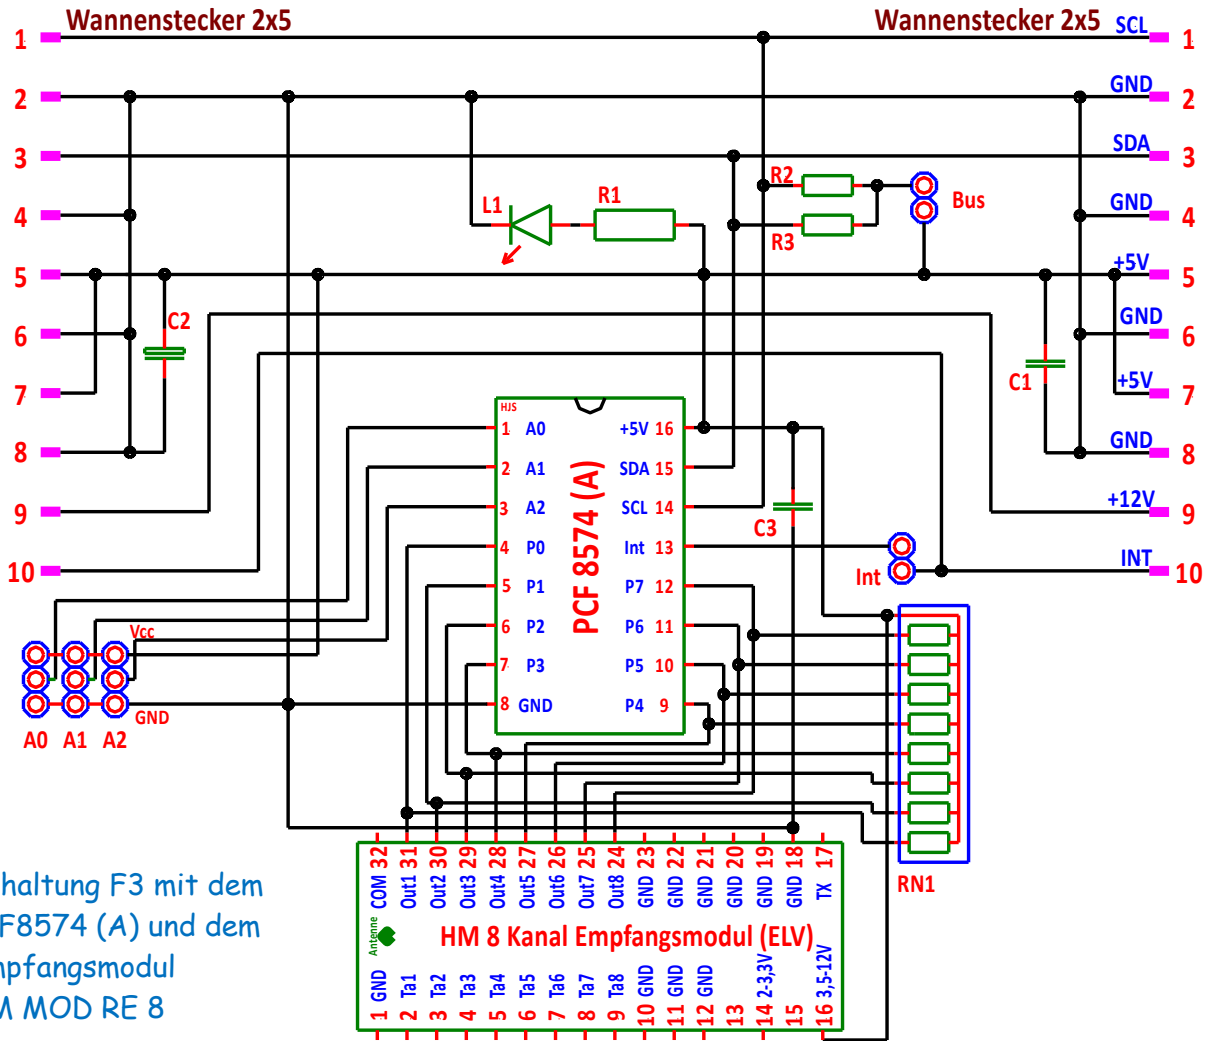 Wannenstecker 2x5 Wannenstecker 2x5
1 SCL 1
2 GND 2
3 SDA 3
4 GND 4
5 +5V 5
6 GND 6
7 +5V 7
8 GND 8
9 +12V 9
10 INT 10
L1 R1 R2 R3 Bus
C2 C1
HJS
1 A0 +5V 16
2 A1 SDA 15
3 A2 SCL 14
4 P0 Int 13
5 P1 P7 12
6 P2 P6 11
7 P3 P5 10
8 GND P4 9
PCF 8574 (A)
C3
Int
Vcc
GND
A0 A1 A2
RN1
32 31 30 29 28 27 26 25 24 23 22 21 20 19 18 17
COM Out1 Out2 Out3 Out4 Out5 Out6 Out7 Out8 GND GND GND GND GND TX
Antenne
HM 8 Kanal Empfangsmodul (ELV)
GND Ta1 Ta2 Ta3 Ta4 Ta5 Ta6 Ta7 Ta8 GND GND GND 2-3,3V 3,5-12V
1 2 3 4 5 6 7 8 9 10 11 12 13 14 15 16
haltung F3 mit dem
F8574 (A) und dem
mpfangsmodul
M MOD RE 8